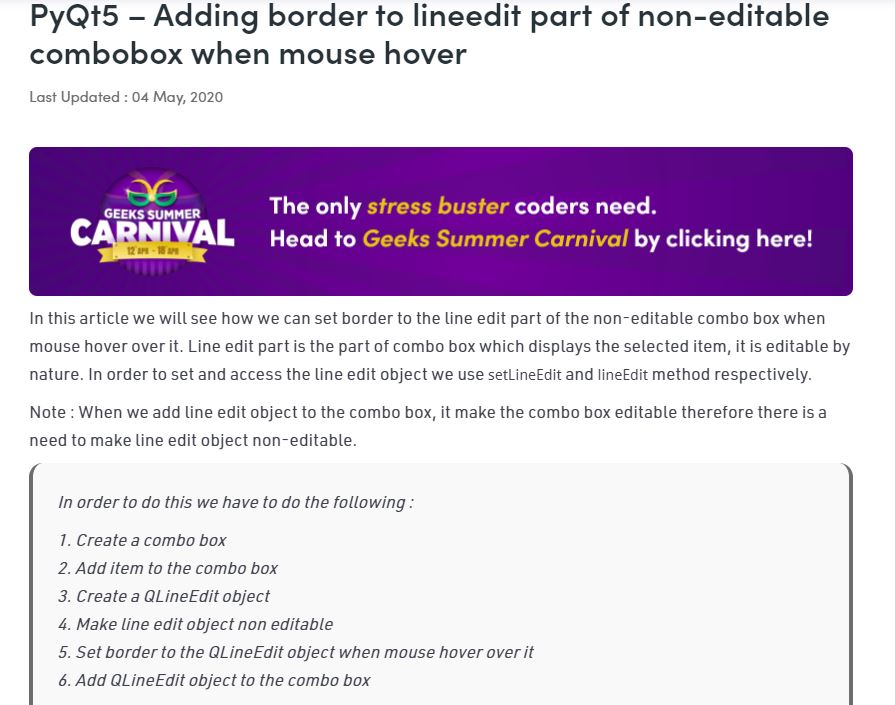 PyQt5 – Adding border to lineedit part of non-editable
combobox when mouse hover
Last Updated : 04 May, 2020
GEEKS SUMMER
CARNIVAL
12 APR - 18 APR
The only stress buster coders need.
Head to Geeks Summer Carnival by clicking here!
In this article we will see how we can set border to the line edit part of the non-editable combo box when
mouse hover over it. Line edit part is the part of combo box which displays the selected item, it is editable by
nature. In order to set and access the line edit object we use setLineEdit and lineEdit method respectively.
Note : When we add line edit object to the combo box, it make the combo box editable therefore there is a
need to make line edit object non-editable.
In order to do this we have to do the following :
1. Create a combo box
2. Add item to the combo box
3. Create a QLineEdit object
4. Make line edit object non editable
5. Set border to the QLineEdit object when mouse hover over it
6. Add QLineEdit object to the combo box